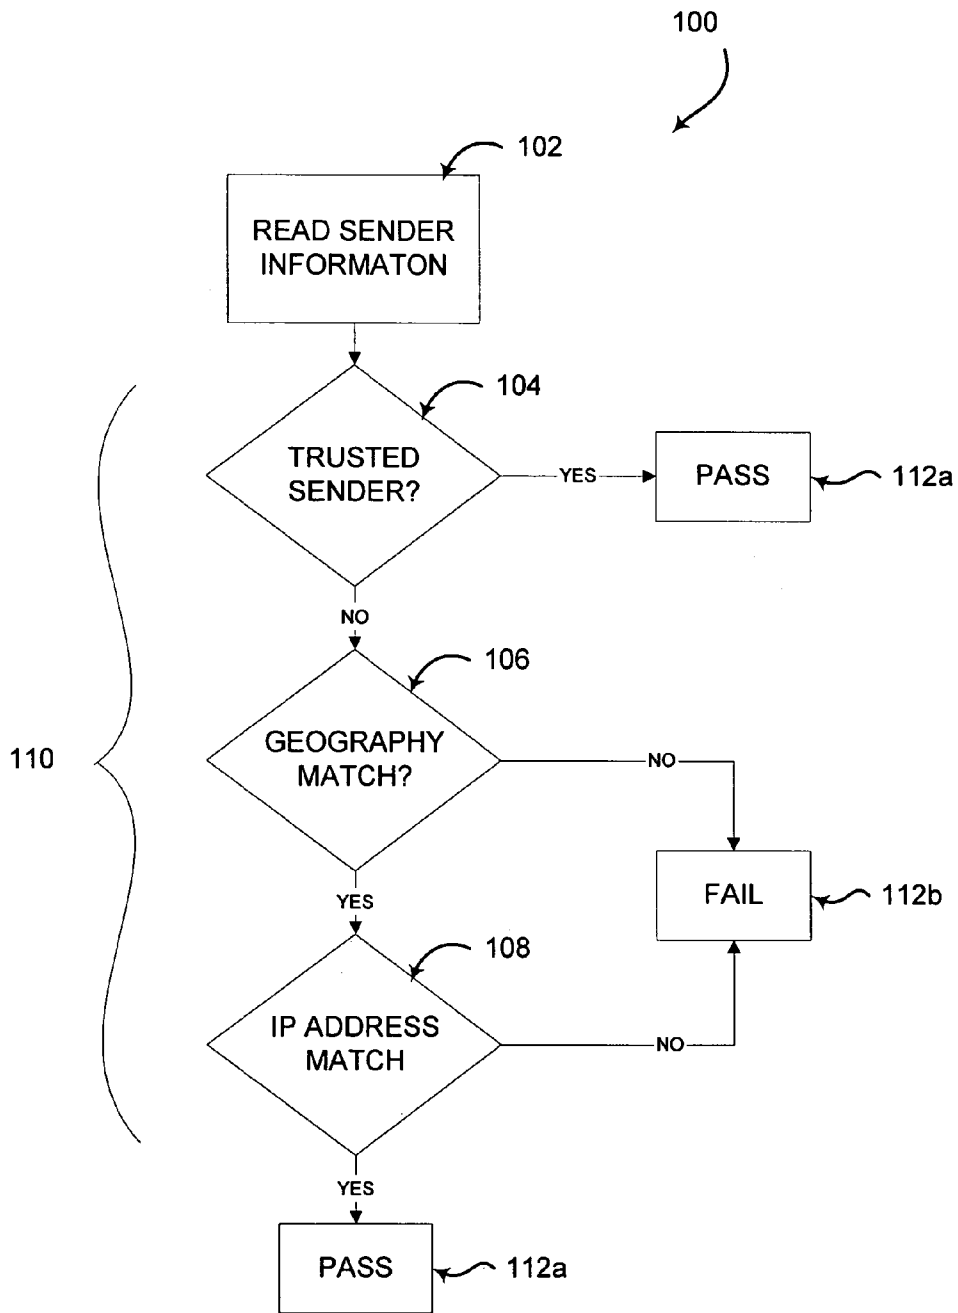 100
102
READ SENDER
INFORMATON
104
TRUSTED
SENDER?
YES
PASS
112a
NO
106
110
GEOGRAPHY
MATCH?
NO
YES
FAIL
112b
108
IP ADDRESS
MATCH
NO
YES
PASS
112a